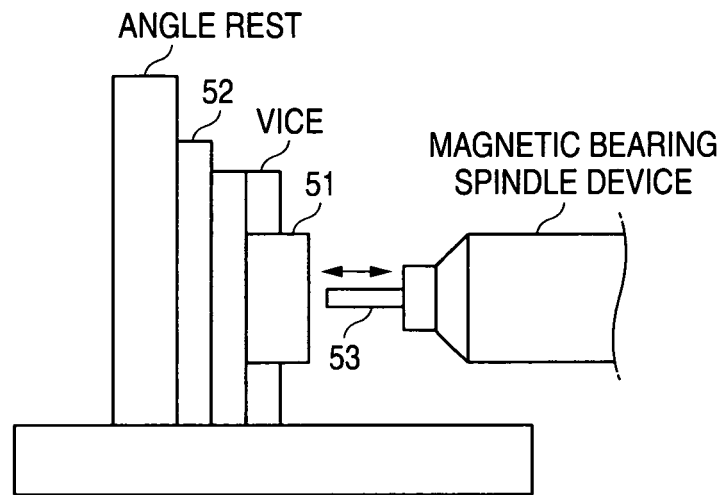 ANGLE REST
52
VICE
51
MAGNETIC BEARING
SPINDLE DEVICE
53